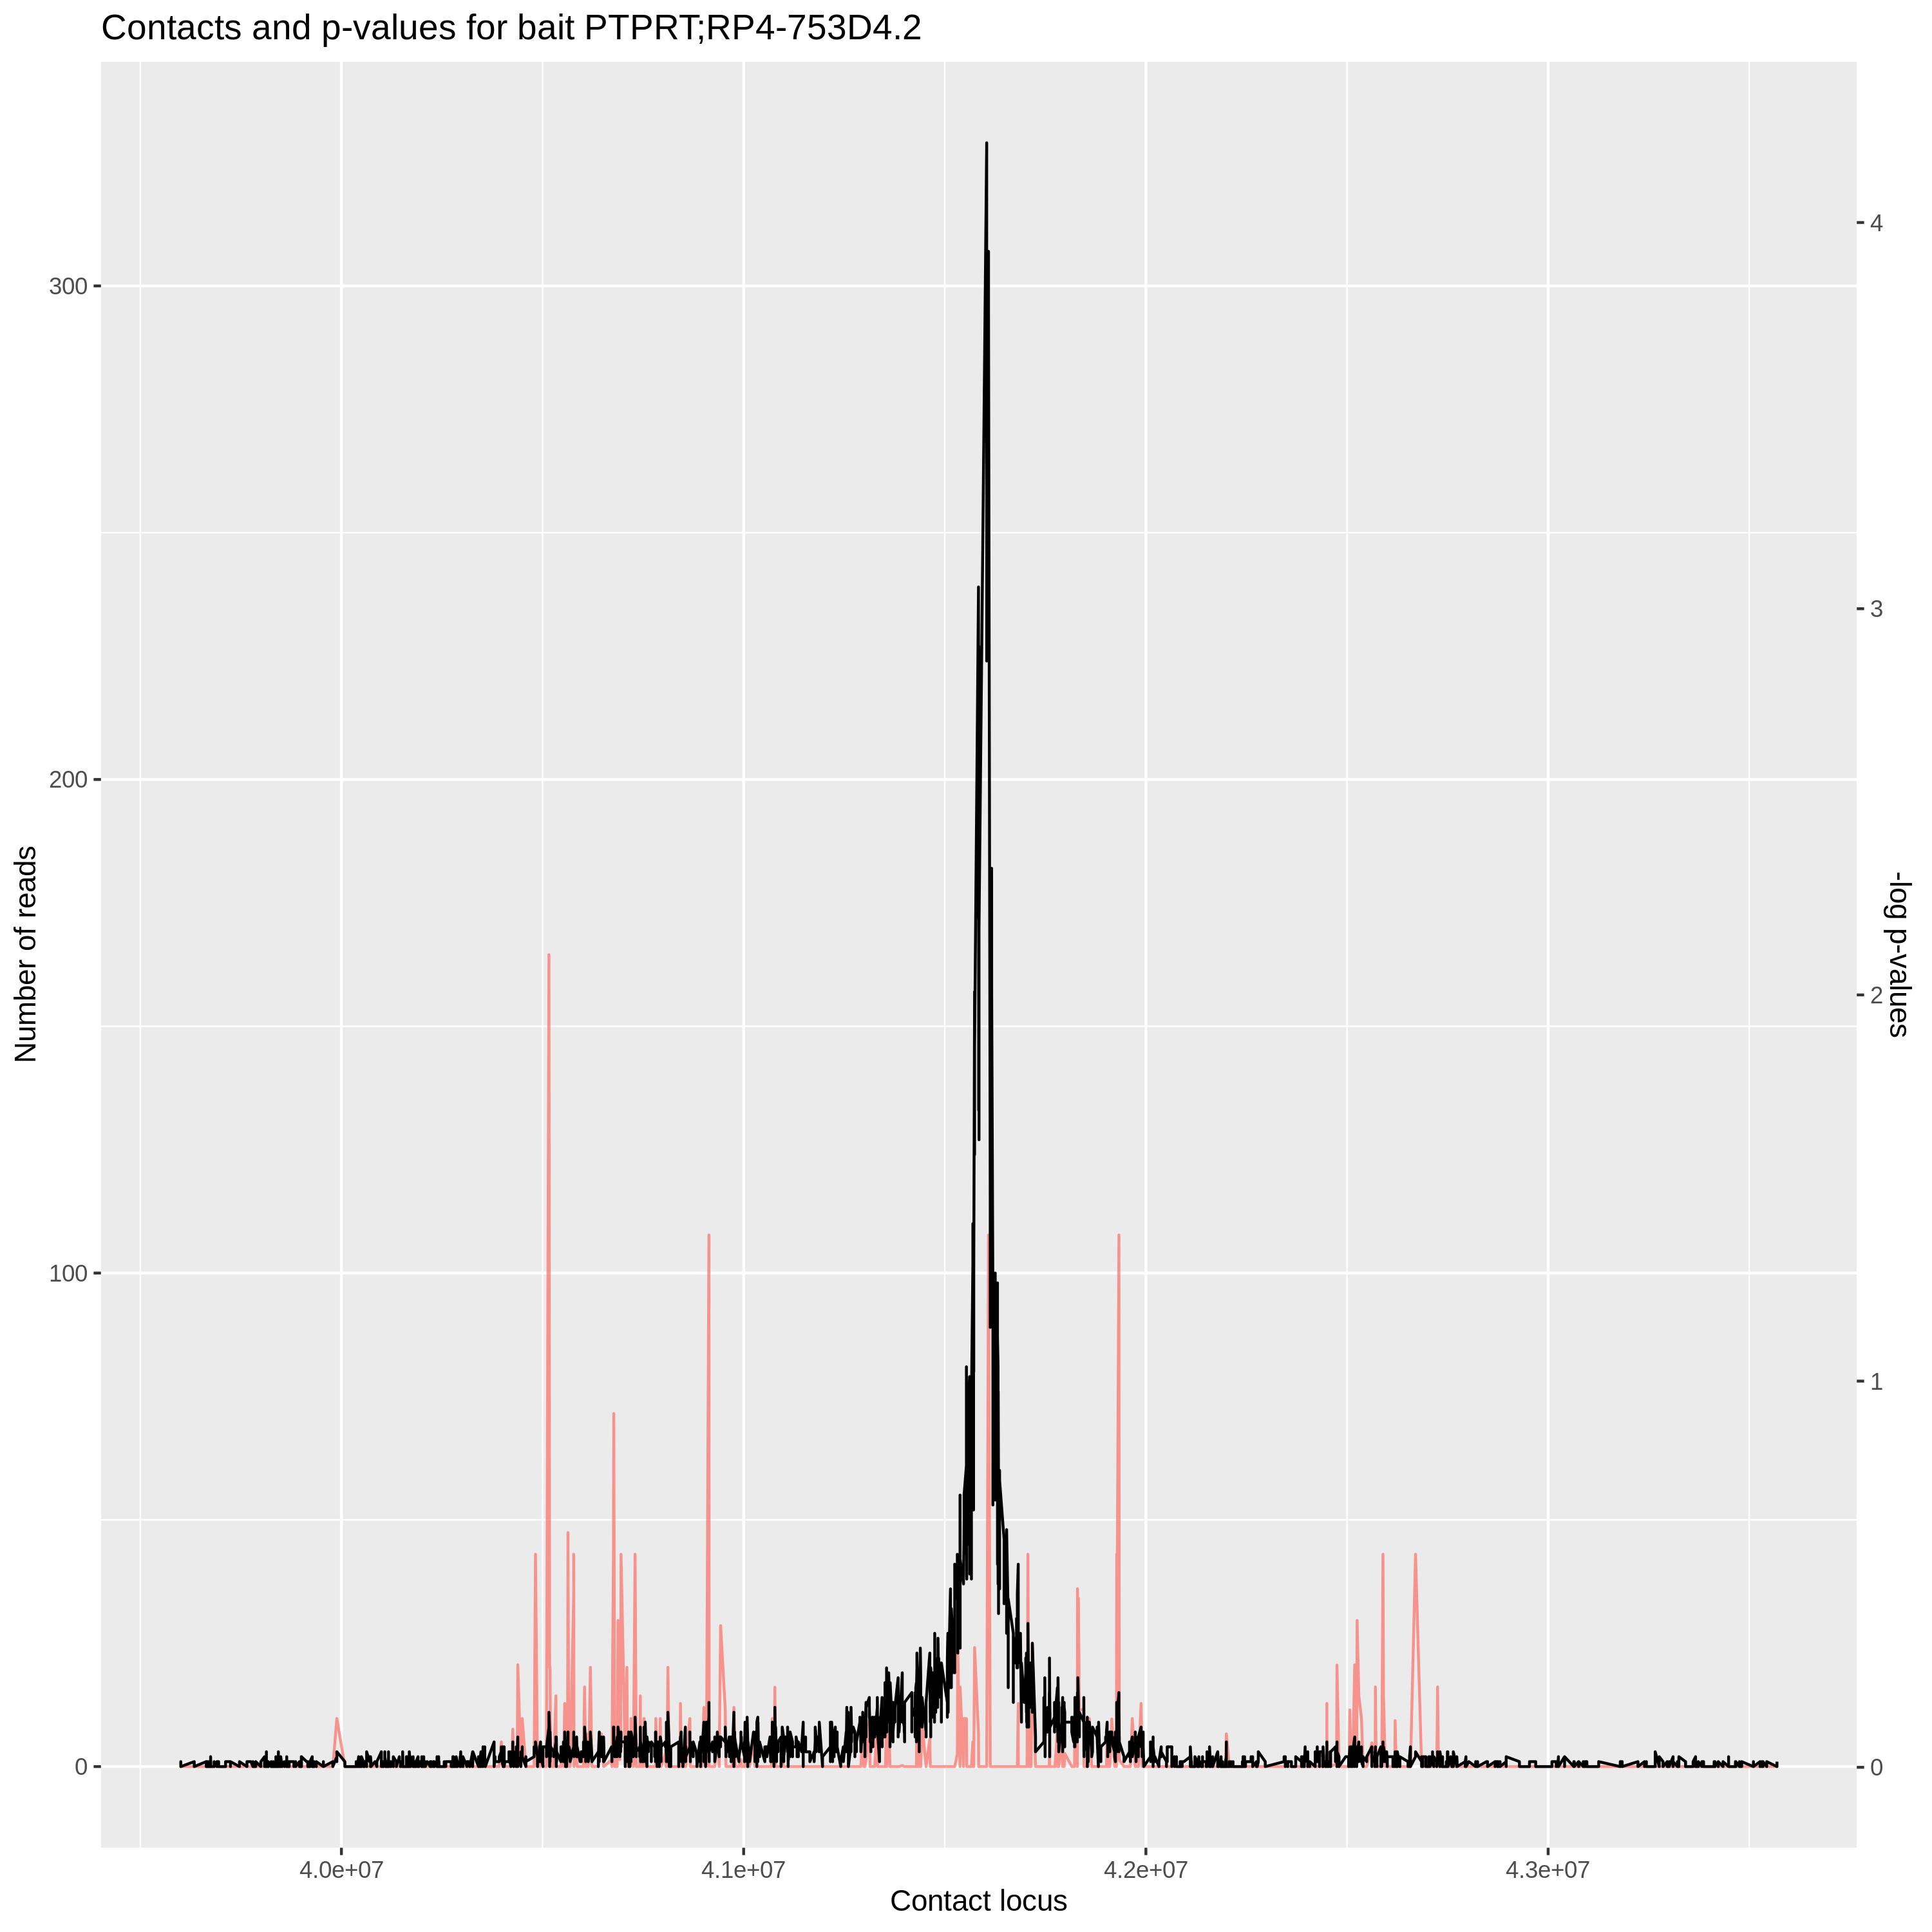 Contacts and p-values for bait PTPRT;RP4-753D4.2
Number of reads
300
200
100
0
4
3
2
1
0
-log p-values
4.0e+07
4.1e+07
4.2e+07
4.3e+07
Contact locus